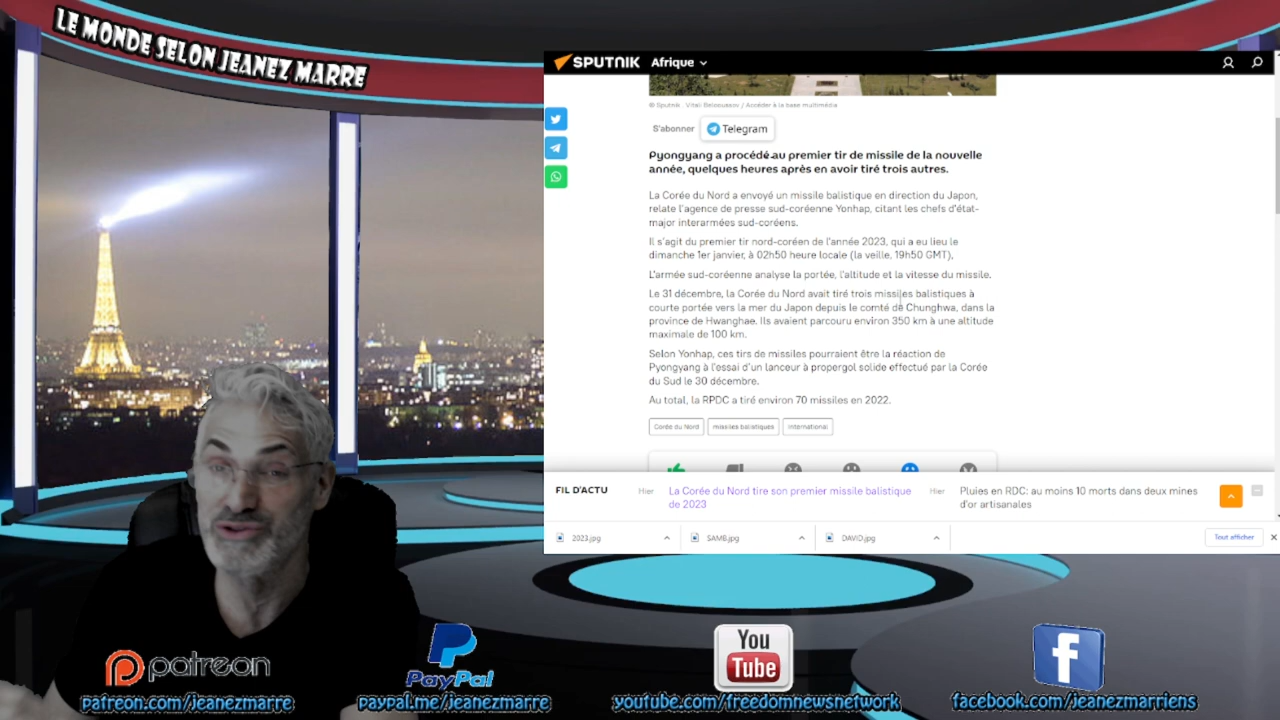 LE MONDE SELON JEANEZ MARRE
SPUTNIK Afrique
© Sputnik . Vitali Belooussov / Accéder à la base multimédia
S'abonner Telegram
Pyongyang a procédé au premier tir de missile de la nouvelle
année, quelques heures après en avoir tiré trois autres.
La Corée du Nord a envoyé un missile balistique en direction du Japon,
relate l'agence de presse sud-coréenne Yonhap, citant les chefs d'état-
major interarmées sud-coréens.
Il s'agit du premier tir nord-coréen de l'année 2023, qui a eu lieu le
dimanche 1er janvier, à 02h50 heure locale (la veille, 19h50 GMT),
L'armée sud-coréenne analyse la portée, l'altitude et la vitesse du missile.
Le 31 décembre, la Corée du Nord avait tiré trois missiles balistiques à
courte portée vers la mer du Japon depuis le comté de Chunghwa, dans la
province de Hwanghae. Ils avaient parcouru environ 350 km à une altitude
maximale de 100 km.
Selon Yonhap, ces tirs de missiles pourraient être la réaction de
Pyongyang à l'essai d'un lanceur à propergol solide effectué par la Corée
du Sud le 30 décembre.
Au total, la RPDC a tiré environ 70 missiles en 2022.
Corée du Nord missiles balistiques International
FIL D'ACTU Hier La Corée du Nord tire son premier missile balistique
de 2023
Hier Pluies en RDC: au moins 10 morts dans deux mines
d'or artisanales
2023.jpg SAMB.jpg DAVID.jpg Tout afficher
patreon
patreon.com/jeanezmarre
PayPal
paypal.me/jeanezmarre
You
Tube
youtube.com/freedomnewsnetwork
f
facebook.com/jeanezmarriens